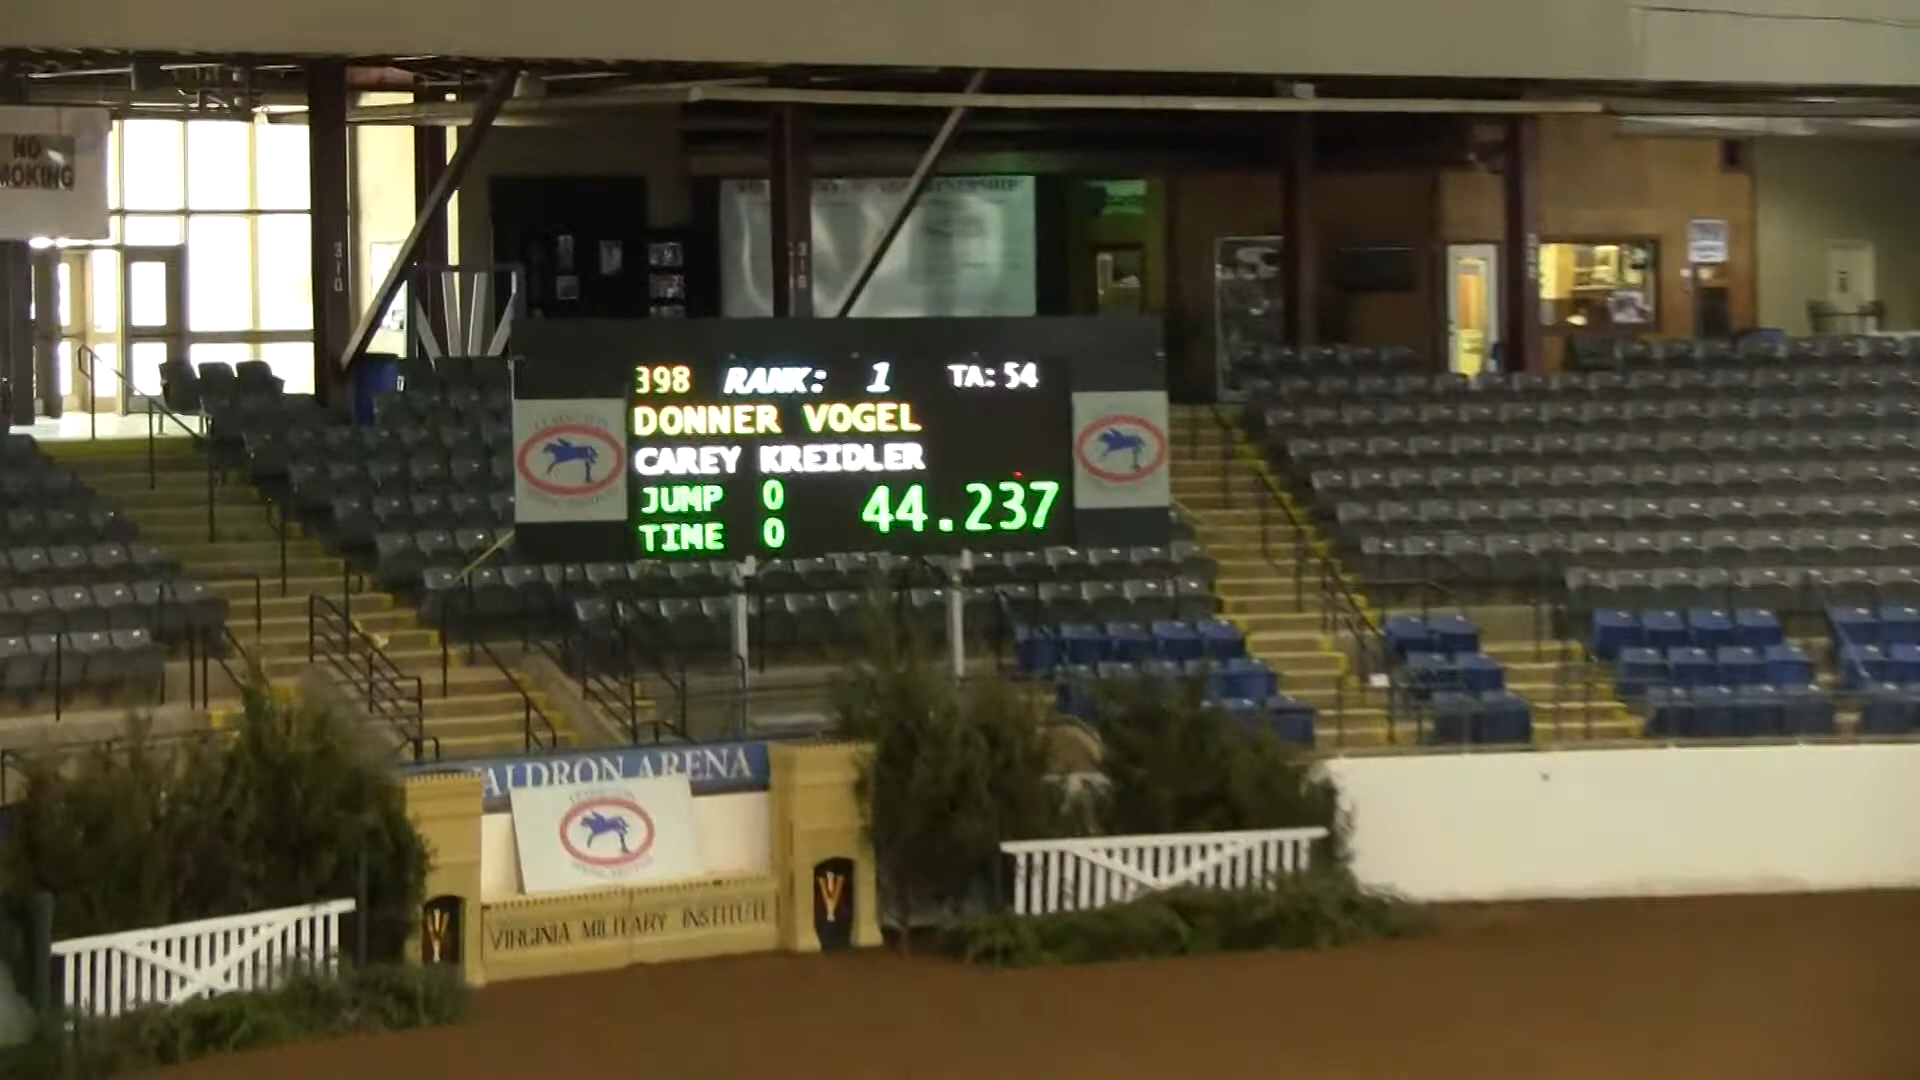 NO
MOKING
398 RANK: 1 TA: 54
DONNER VOGEL
CAREY KREIDLER
JUMP 0 44.237
TIME 0
ALDRON ARENA
VIRGINIA MILITARY INSTITUTE